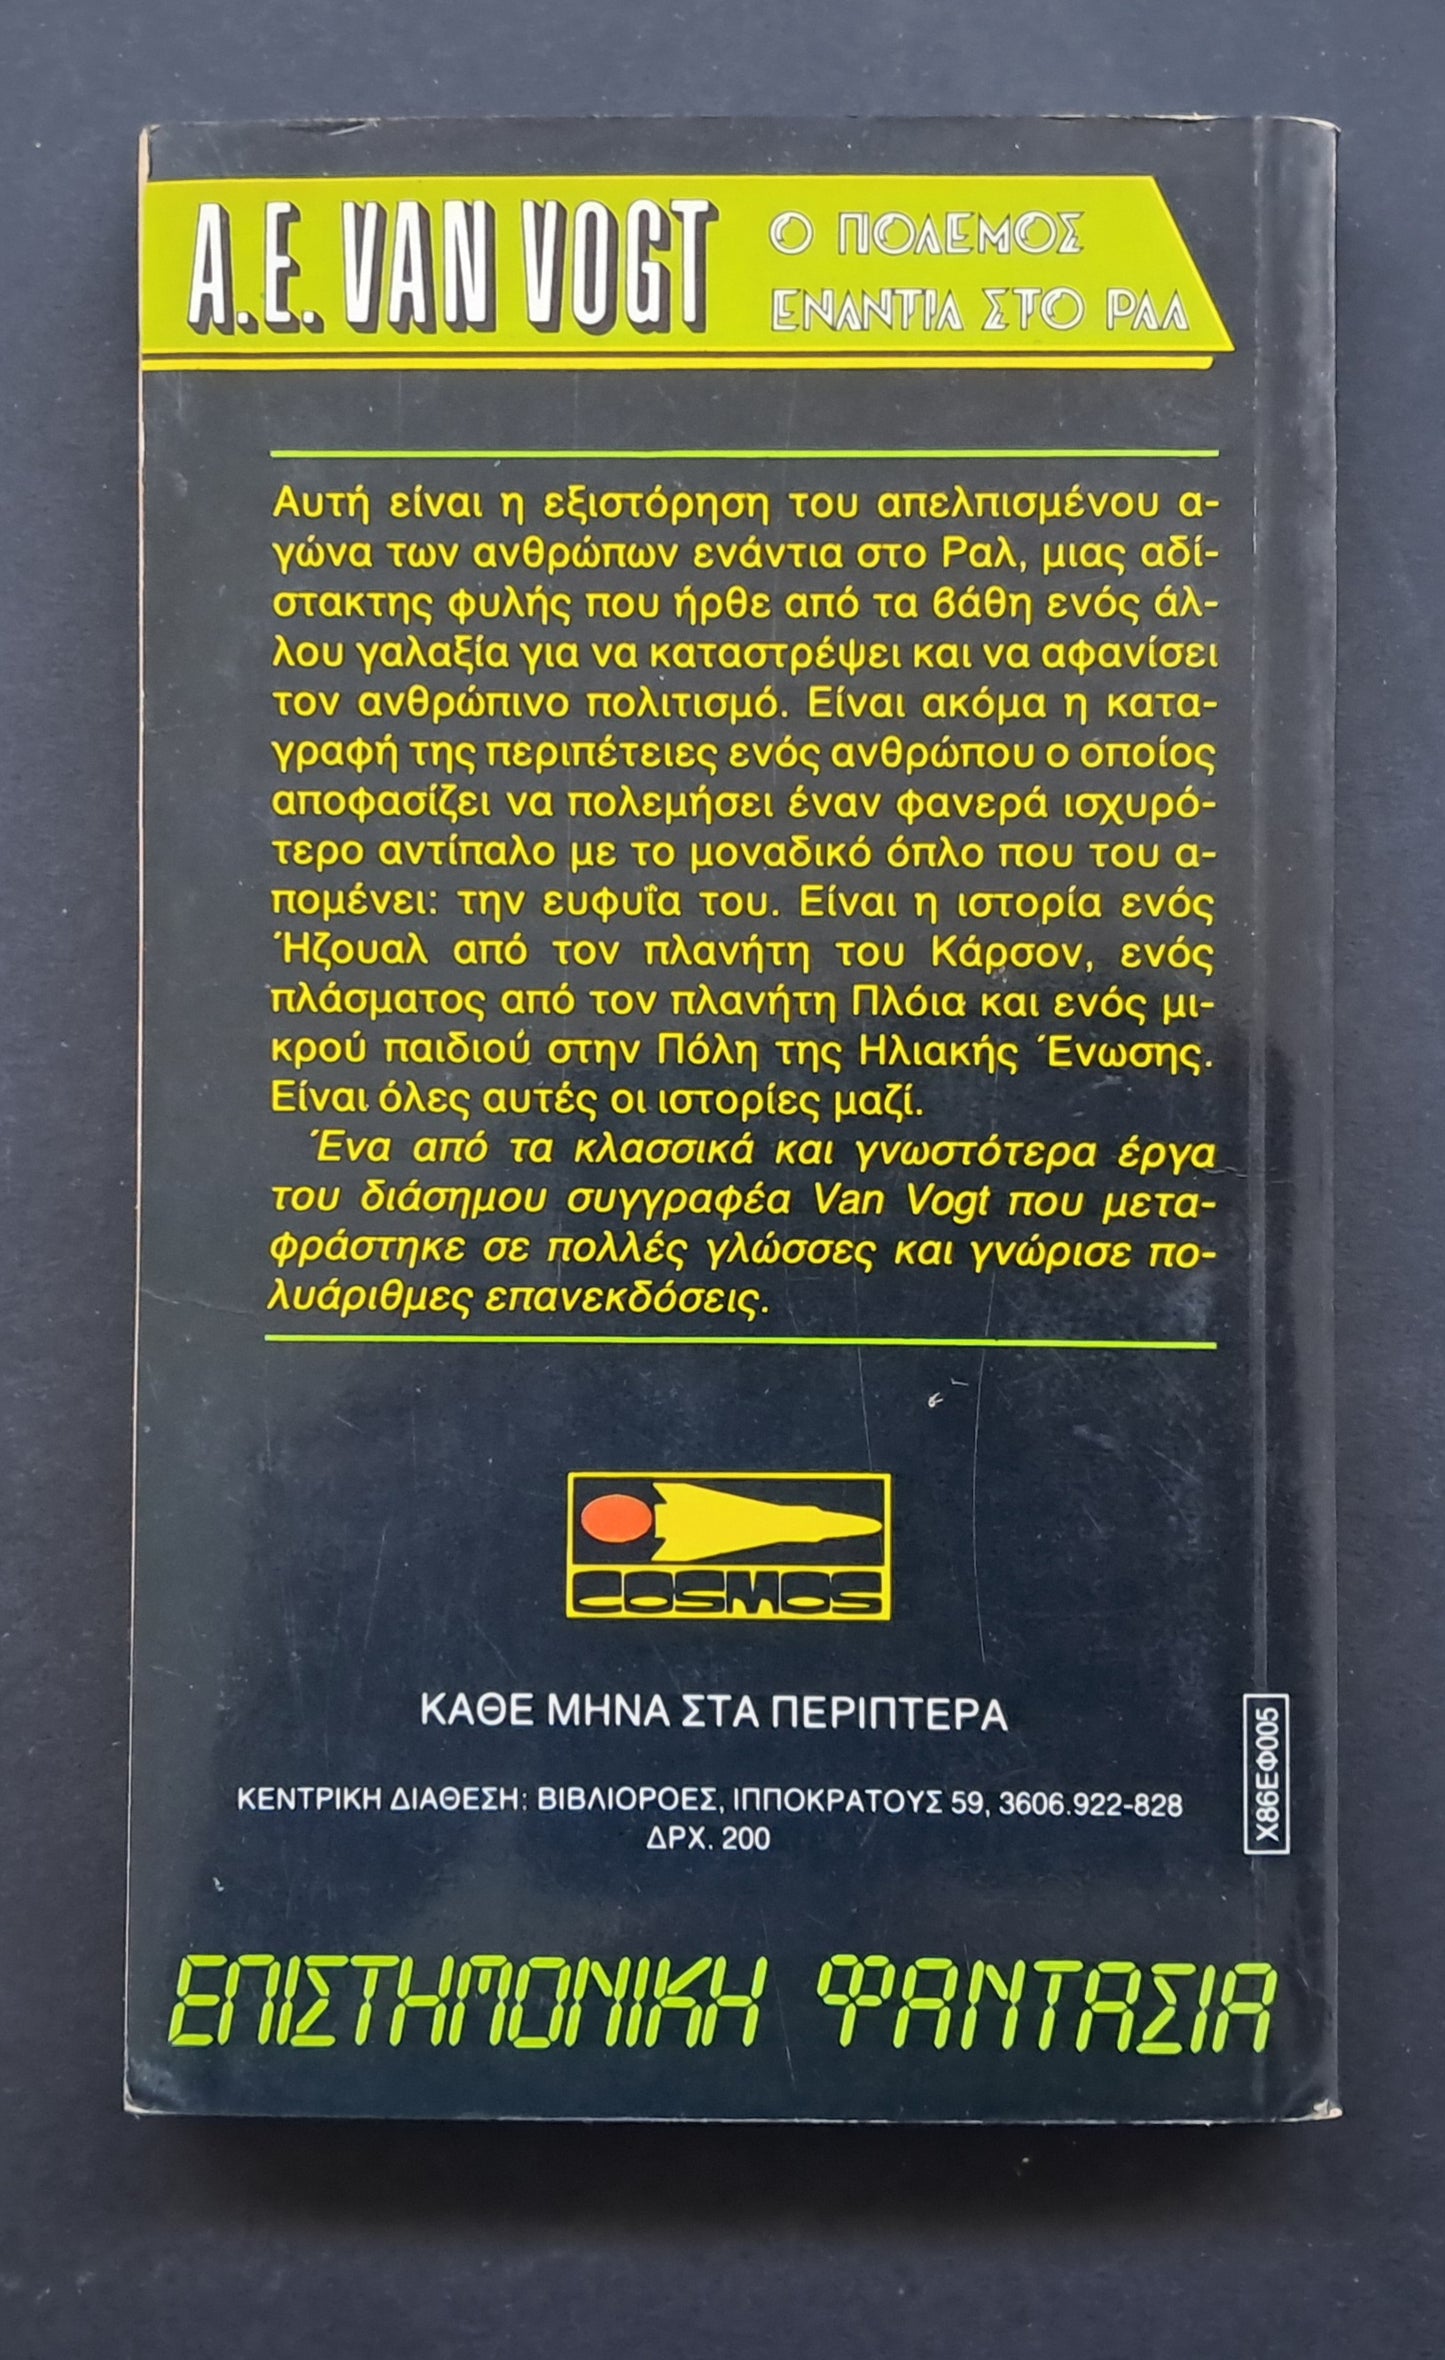 A.E. VAN VOGT
Ο ΠΟΛΕΜΟΣ
ΕΝΑΝΤΙΑ ΣΤΟ ΡΑΛ
Αυτή είναι η εξιστόρηση του απελπισμένου α-
γώνα των ανθρώπων ενάντια στο Ραλ, μιας αδί-
στακτης φυλής που ήρθε από τα βάθη ενός άλ-
λου γαλαξία για να καταστρέψει και να αφανίσει
τον ανθρώπινο πολιτισμό. Είναι ακόμα η κατα-
γραφή της περιπέτειες ενός ανθρώπου ο οποίος
αποφασίζει να πολεμήσει έναν φανερά ισχυρό-
τερο αντίπαλο με το μοναδικό όπλο που του α-
πομένει: την ευφυΐα του. Είναι η ιστορία ενός
Ήζουαλ από τον πλανήτη του Κάρσον, ενός
πλάσματος από τον πλανήτη Πλόια και ενός μι-
κρού παιδιού στην Πόλη της Ηλιακής Ένωσης.
Είναι όλες αυτές οι ιστορίες μαζί.
Ένα από τα κλασσικά και γνωστότερα έργα
του διάσημου συγγραφέα Van Vogt που μετα-
φράστηκε σε πολλές γλώσσες και γνώρισε πο-
λυάριθμες επανεκδόσεις.
COSMOS
ΚΑΘΕ ΜΗΝΑ ΣΤΑ ΠΕΡΙΠΤΕΡΑ
ΚΕΝΤΡΙΚΗ ΔΙΑΘΕΣΗ: ΒΙΒΛΙΟΡΟΕΣ, ΙΠΠΟΚΡΑΤΟΥΣ 59, 3606.922-828
ΔΡΧ. 200
Χ86ΕΦ005
ΕΠΙΣΤΗΜΟΝΙΚΗ ΦΑΝΤΑΣΙΑ